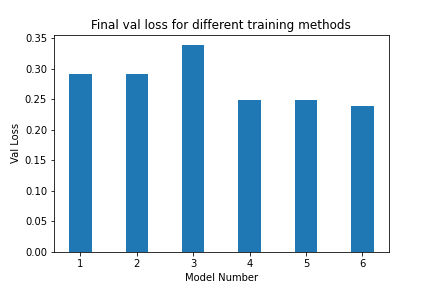 Final val loss for different training methods
0.35
0.30
0.25
0.20
0.15
0.10
0.05
0.00
Val Loss
1 2 3 4 5 6
Model Number